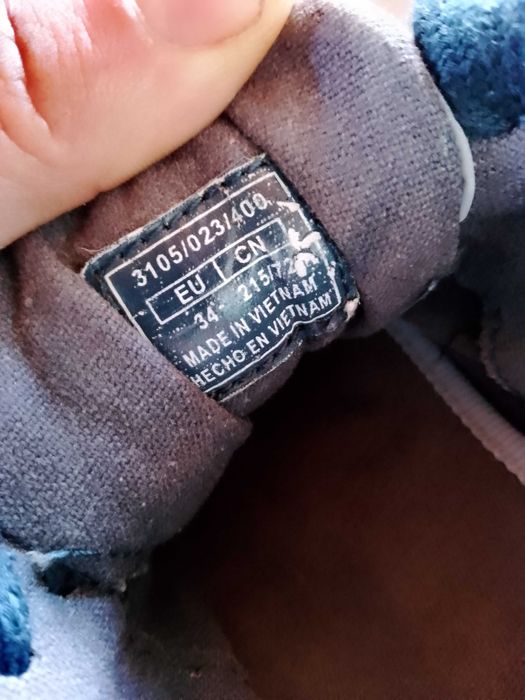 3105/023/400
EU CN
34
MADE IN VIETNAM
HECHO EN VIETNAM